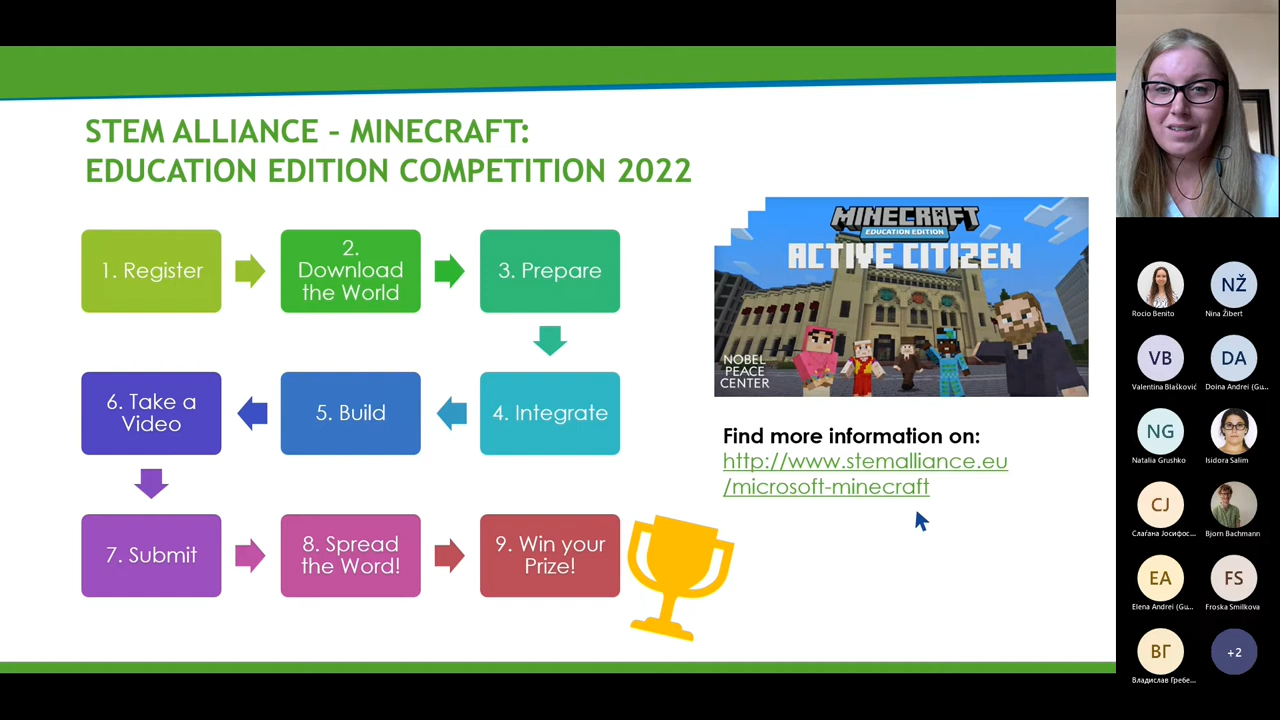 STEM ALLIANCE – MINECRAFT:
EDUCATION EDITION COMPETITION 2022
1. Register
2.
Download
the World
3. Prepare
6. Take a
Video
5. Build
4. Integrate
7. Submit
8. Spread
the Word!
9. Win your
Prize!
MINECRAFT
EDUCATION EDITION
ACTIVE CITIZEN
NOBEL
PEACE
CENTER
Find more information on:
http://www.stemalliance.eu
/microsoft-minecraft
Rocio Benito
NŽ
Nina Žibert
VB
Valentina Blašković
DA
Doina Andrei (Gu...
NG
Natalia Grushko
Isidora Salim
CJ
Слаѓана Јосифос...
Bjorn Bachmann
EA
Elena Andrei (Gu...
FS
Froska Smilkova
ВГ
Владислав Гребе...
+2